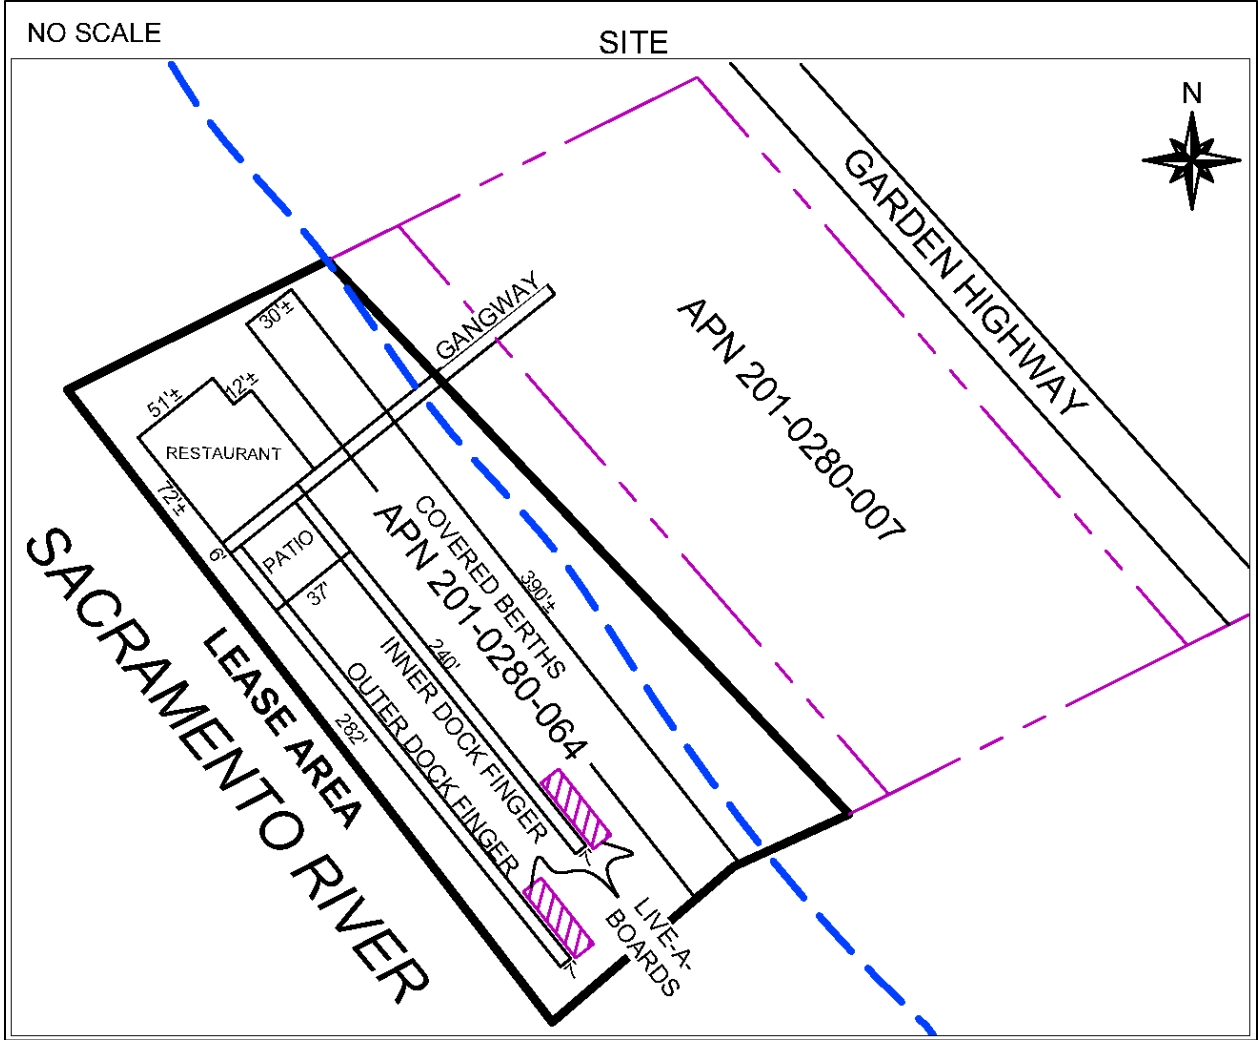 NO SCALE
SITE
N
GARDEN HIGHWAY
APN 201-0280-007
GANGWAY
30'±
12'±
51'±
RESTAURANT
72'±
6'
PATIO
37'
COVERED BERTHS
390'±
APN 201-0280-064
240'
INNER DOCK FINGER
OUTER DOCK FINGER
282'
LEASE AREA
SACRAMENTO RIVER
LIVE-A-
BOARDS